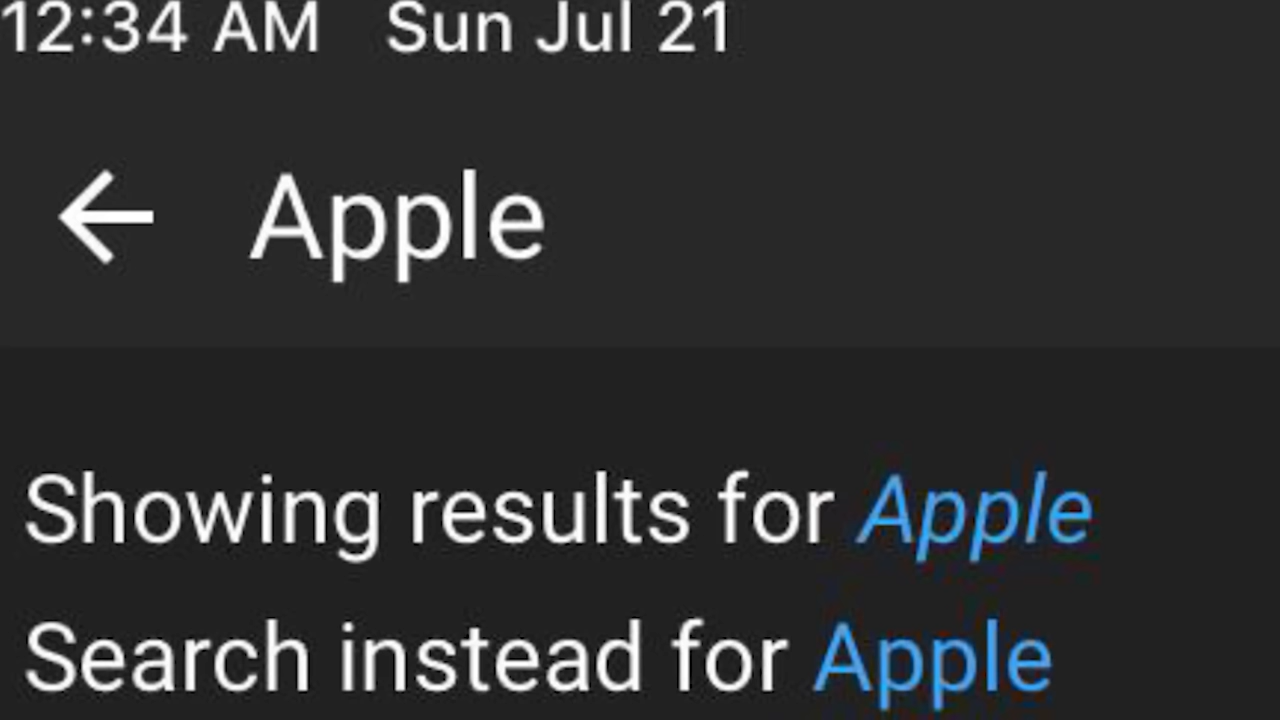 12:34 AM Sun Jul 21
Apple
Showing results for Apple
Search instead for Apple